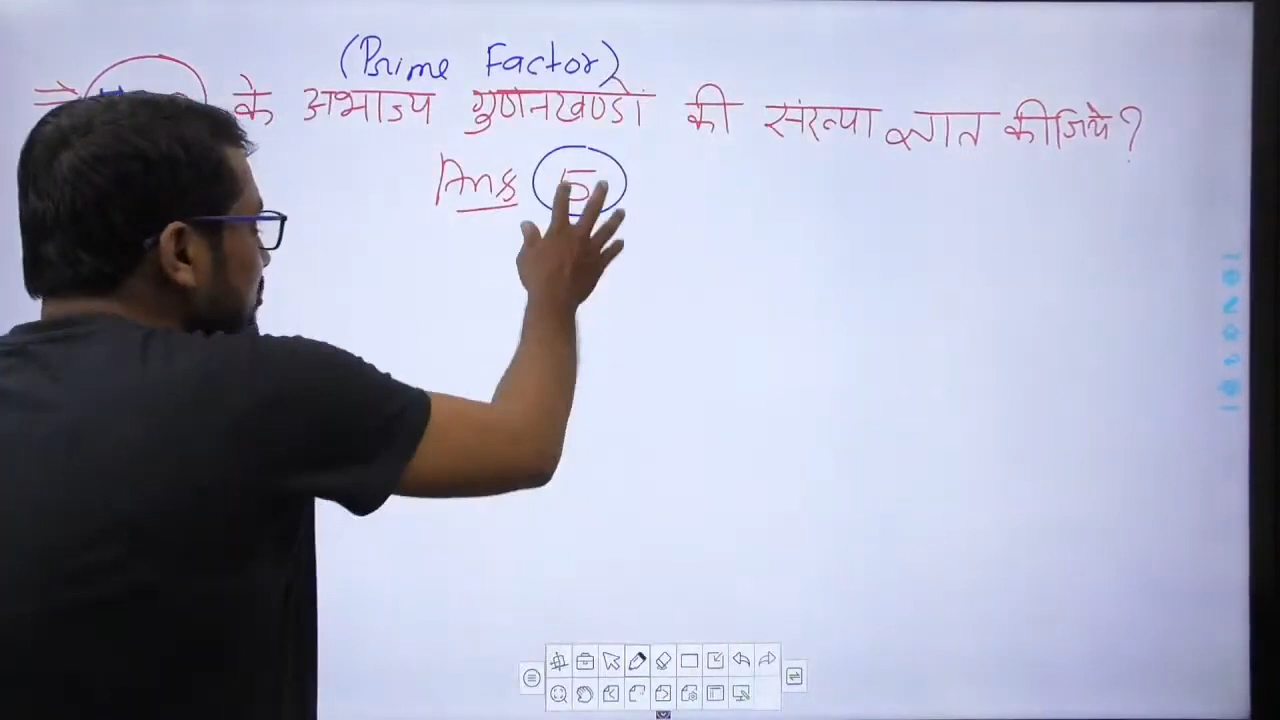 (Prime Factor)
⇒ के अभाज्य गुणनखण्डों की संख्या ज्ञात कीजिये?
Ans 5